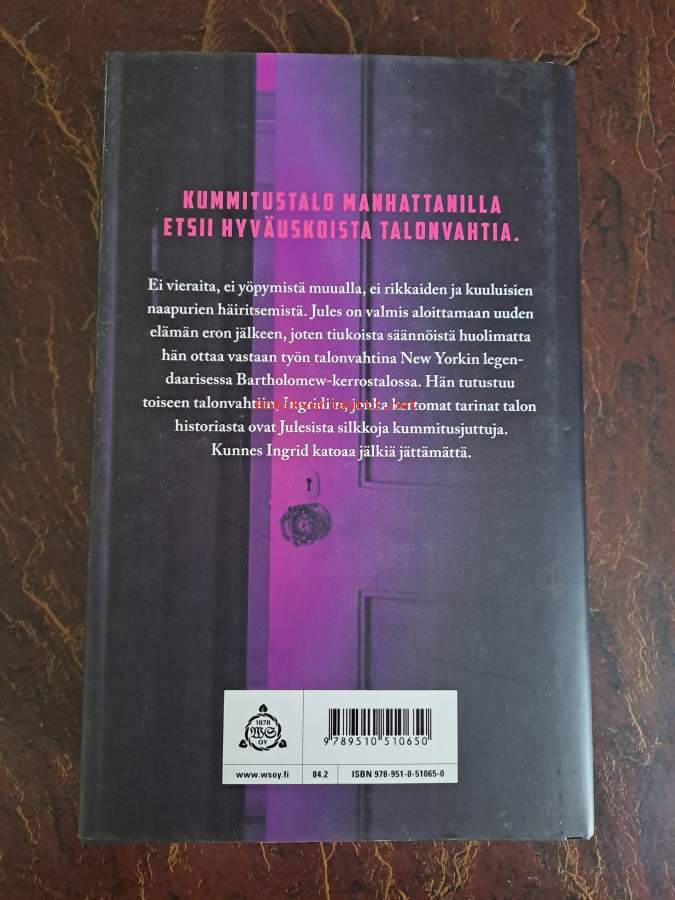 KUMMITUSTALO MANHATTANILLA
ETSII HYVÄUSKOISTA TALONVAHTIA.
Ei vieraita, ei yöpymistä muualla, ei rikkaiden ja kuuluisien
naapurien häiritsemistä. Jules on valmis aloittamaan uuden
elämän eron jälkeen, joten tiukoista säännöistä huolimatta
hän ottaa vastaan työn talonvahtina New Yorkin legen-
daarisessa Bartholomew-kerrostalossa. Hän tutustuu
toiseen talonvahtiin, Ingridiin, jonka kertomat tarinat talon
historiasta ovat Julesista silkkoja kummitusjuttuja.
Kunnes Ingrid katoaa jälkiä jättämättä.
1878
WS
OY
9 789510 510650
www.wsoy.fi
84.2
ISBN 978-951-0-51065-0